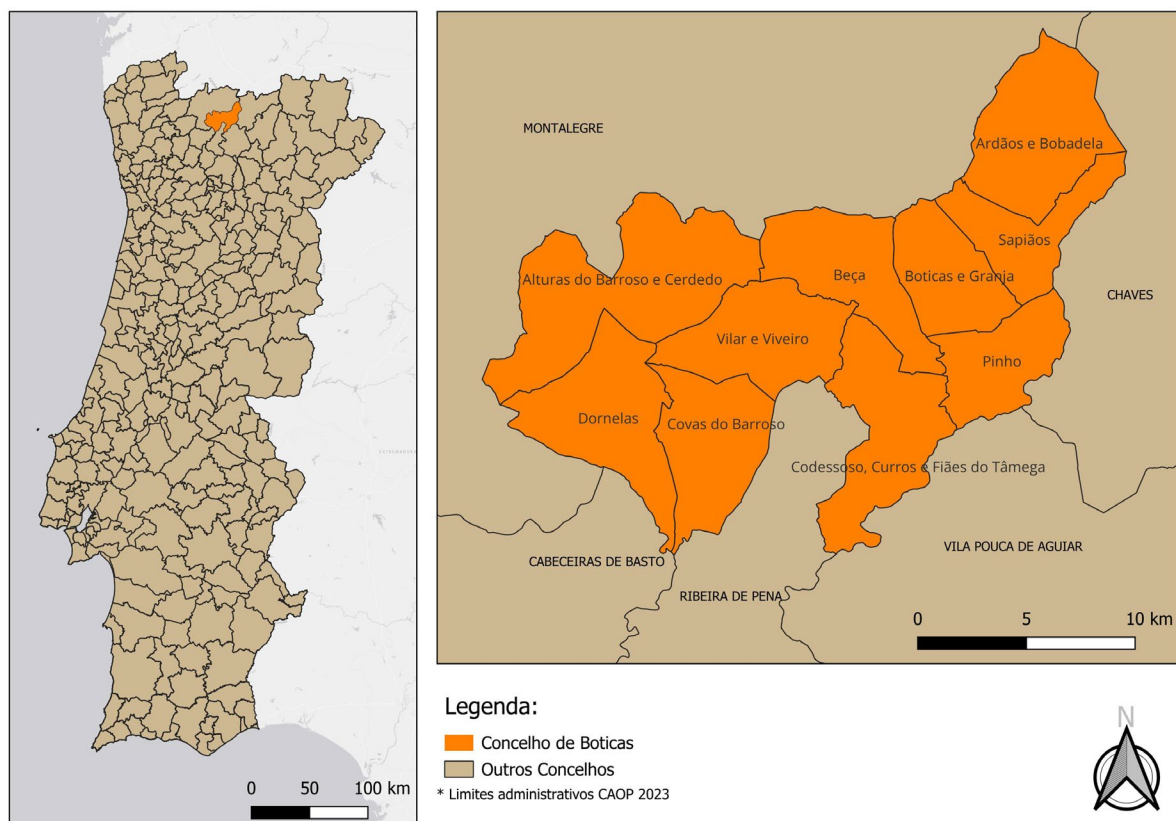 0 50 100 km
MONTALEGRE
Ardãos e Bobadela
Sapiãos
Alturas do Barroso e Cerdedo
Beça
Boticas e Granja
CHAVES
Vilar e Viveiro
Pinho
Dornelas
Covas do Barroso
Codessoso, Curros e Fiães do Tâmega
VILA POUCA DE AGUIAR
CABECEIRAS DE BASTO
RIBEIRA DE PENA
0 5 10 km
Legenda:
Concelho de Boticas
Outros Concelhos
* Limites administrativos CAOP 2023
N